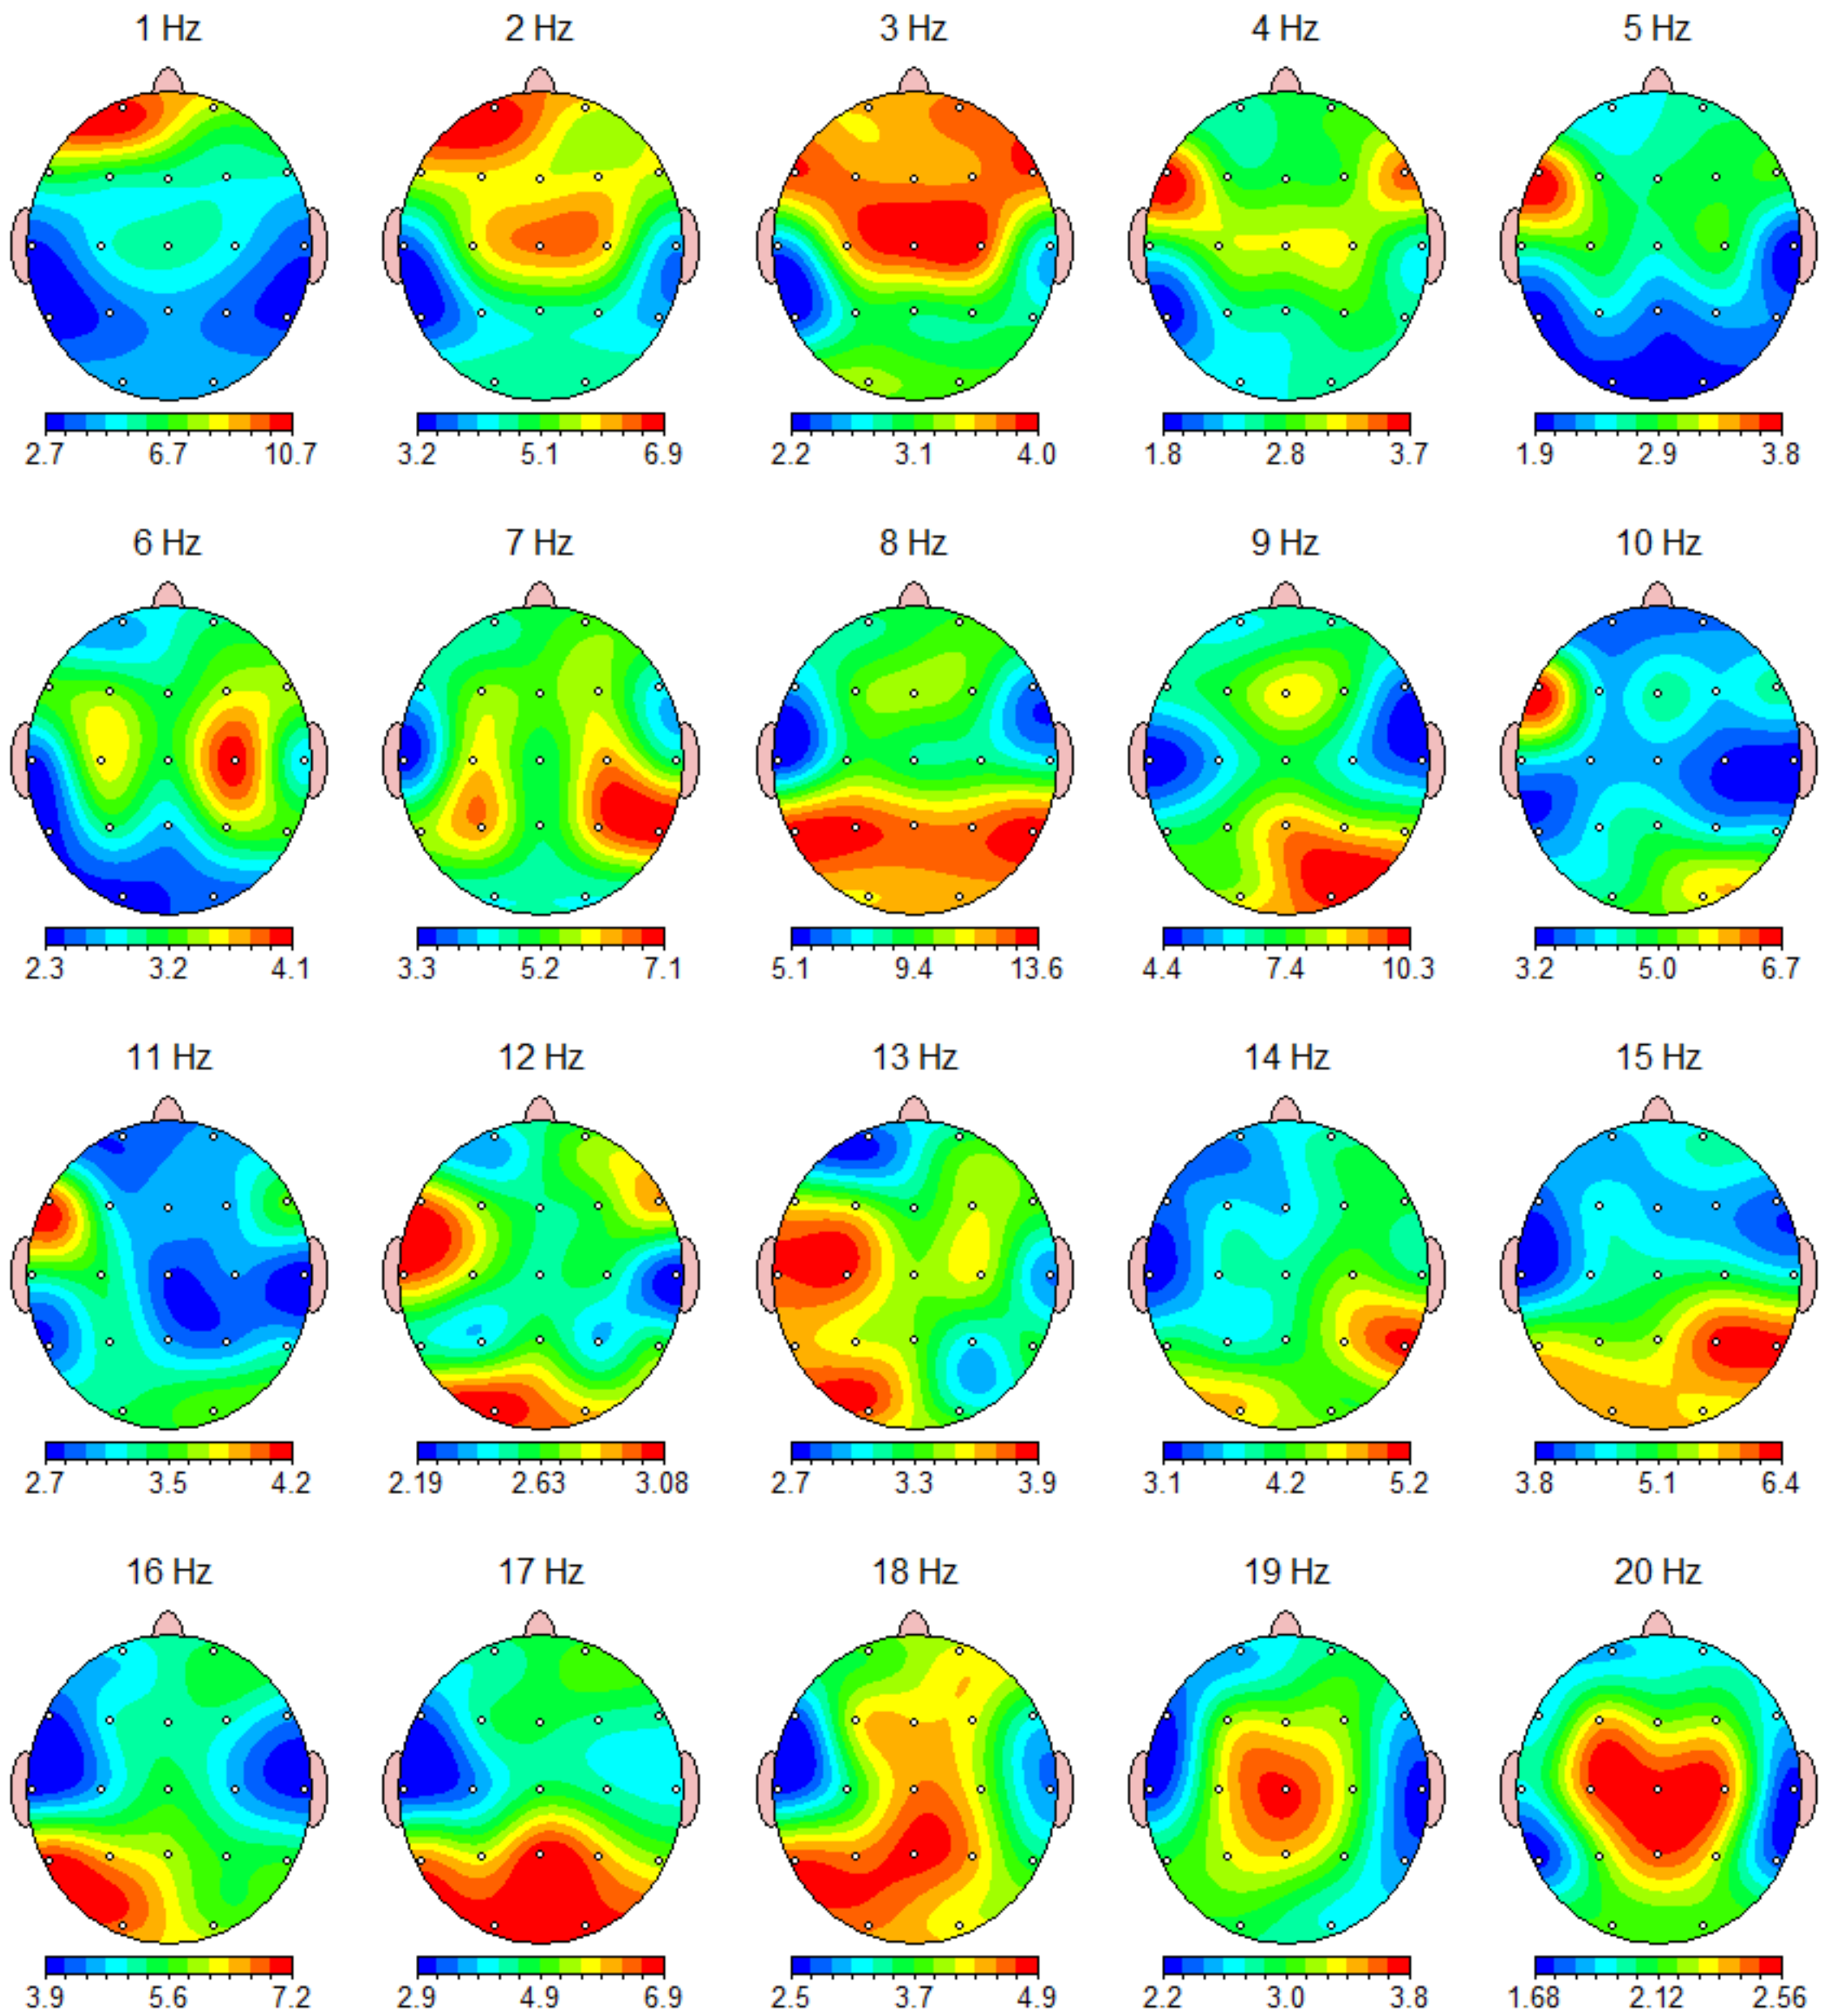 1 Hz 2 Hz 3 Hz 4 Hz 5 Hz
2.7 6.7 10.7 3.2 5.1 6.9 2.2 3.1 4.0 1.8 2.8 3.7 1.9 2.9 3.8
6 Hz 7 Hz 8 Hz 9 Hz 10 Hz
2.3 3.2 4.1 3.3 5.2 7.1 5.1 9.4 13.6 4.4 7.4 10.3 3.2 5.0 6.7
11 Hz 12 Hz 13 Hz 14 Hz 15 Hz
2.7 3.5 4.2 2.19 2.63 3.08 2.7 3.3 3.9 3.1 4.2 5.2 3.8 5.1 6.4
16 Hz 17 Hz 18 Hz 19 Hz 20 Hz
3.9 5.6 7.2 2.9 4.9 6.9 2.5 3.7 4.9 2.2 3.0 3.8 1.68 2.12 2.56